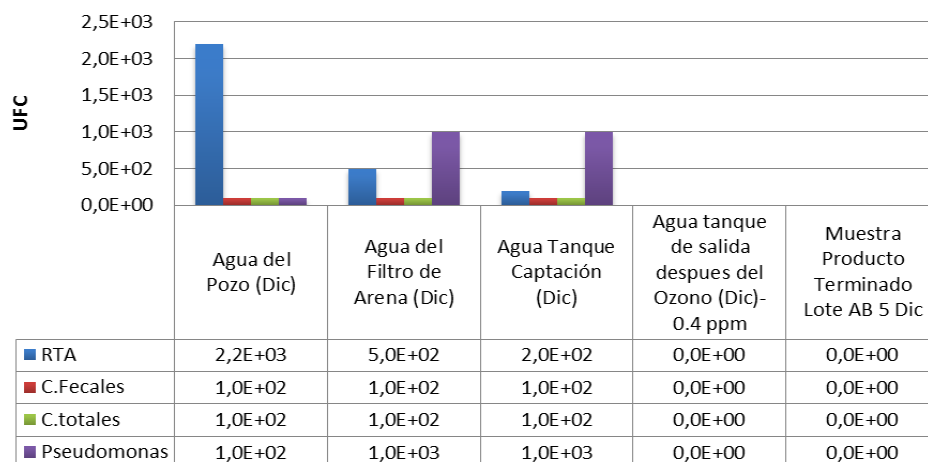 2,5E+03
2,0E+03
1,5E+03
1,0E+03
5,0E+02
0,0E+00
UFC
Agua del
Pozo (Dic)
Agua del
Filtro de
Arena (Dic)
Agua Tanque
Captación
(Dic)
Agua tanque
de salida
despues del
Ozono (Dic)-
0.4 ppm
Muestra
Producto
Terminado
Lote AB 5 Dic
RTA 2,2E+03 5,0E+02 2,0E+02 0,0E+00 0,0E+00
C.Fecales 1,0E+02 1,0E+02 1,0E+02 0,0E+00 0,0E+00
C.totales 1,0E+02 1,0E+02 1,0E+02 0,0E+00 0,0E+00
Pseudomonas 1,0E+02 1,0E+03 1,0E+03 0,0E+00 0,0E+00